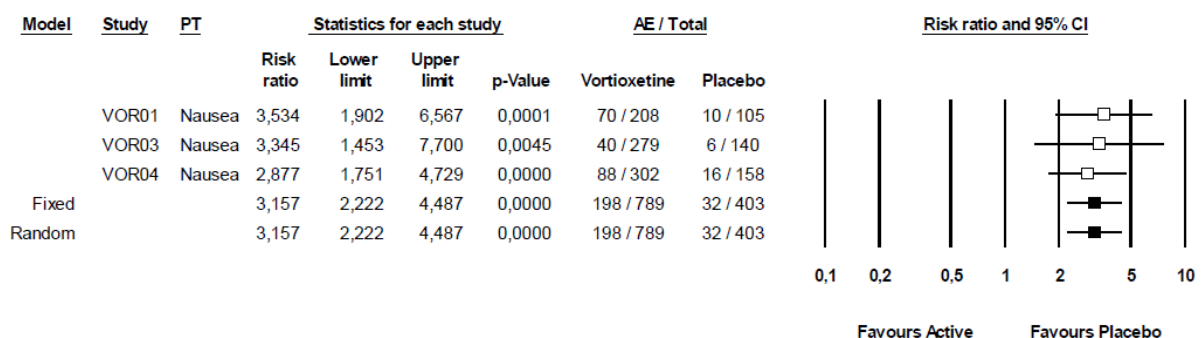 Model Study PT Statistics for each study AE / Total Risk ratio and 95% CI
Risk ratio Lower limit Upper limit p-Value Vortioxetine Placebo
VOR01 Nausea 3,534 1,902 6,567 0,0001 70 / 208 10 / 105
VOR03 Nausea 3,345 1,453 7,700 0,0045 40 / 279 6 / 140
VOR04 Nausea 2,877 1,751 4,729 0,0000 88 / 302 16 / 158
Fixed 3,157 2,222 4,487 0,0000 198 / 789 32 / 403
Random 3,157 2,222 4,487 0,0000 198 / 789 32 / 403
0,1 0,2 0,5 1 2 5 10
Favours Active Favours Placebo